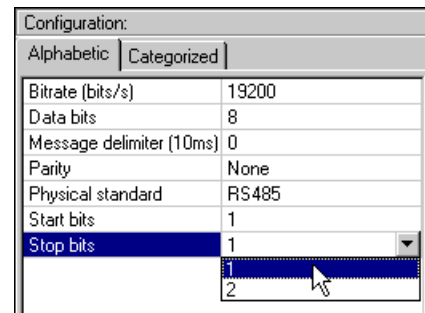 Configuration:
Alphabetic Categorized
Bitrate (bits/s) 19200
Data bits 8
Message delimiter (10ms) 0
Parity None
Physical standard RS485
Start bits 1
Stop bits 1
1
2